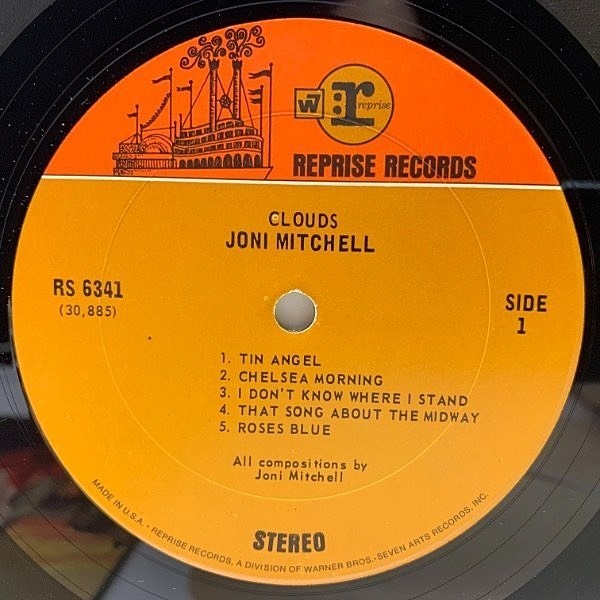 W: r reprise
REPRISE RECORDS
CLOUDS
JONI MITCHELL
RS 6341
(30,885)
SIDE
1
1. TIN ANGEL
2. CHELSEA MORNING
3. I DON'T KNOW WHERE I STAND
4. THAT SONG ABOUT THE MIDWAY
5. ROSES BLUE
All compositions by
Joni Mitchell
STEREO
MADE IN U.S.A. • REPRISE RECORDS, A DIVISION OF WARNER BROS.-SEVEN ARTS RECORDS, INC.